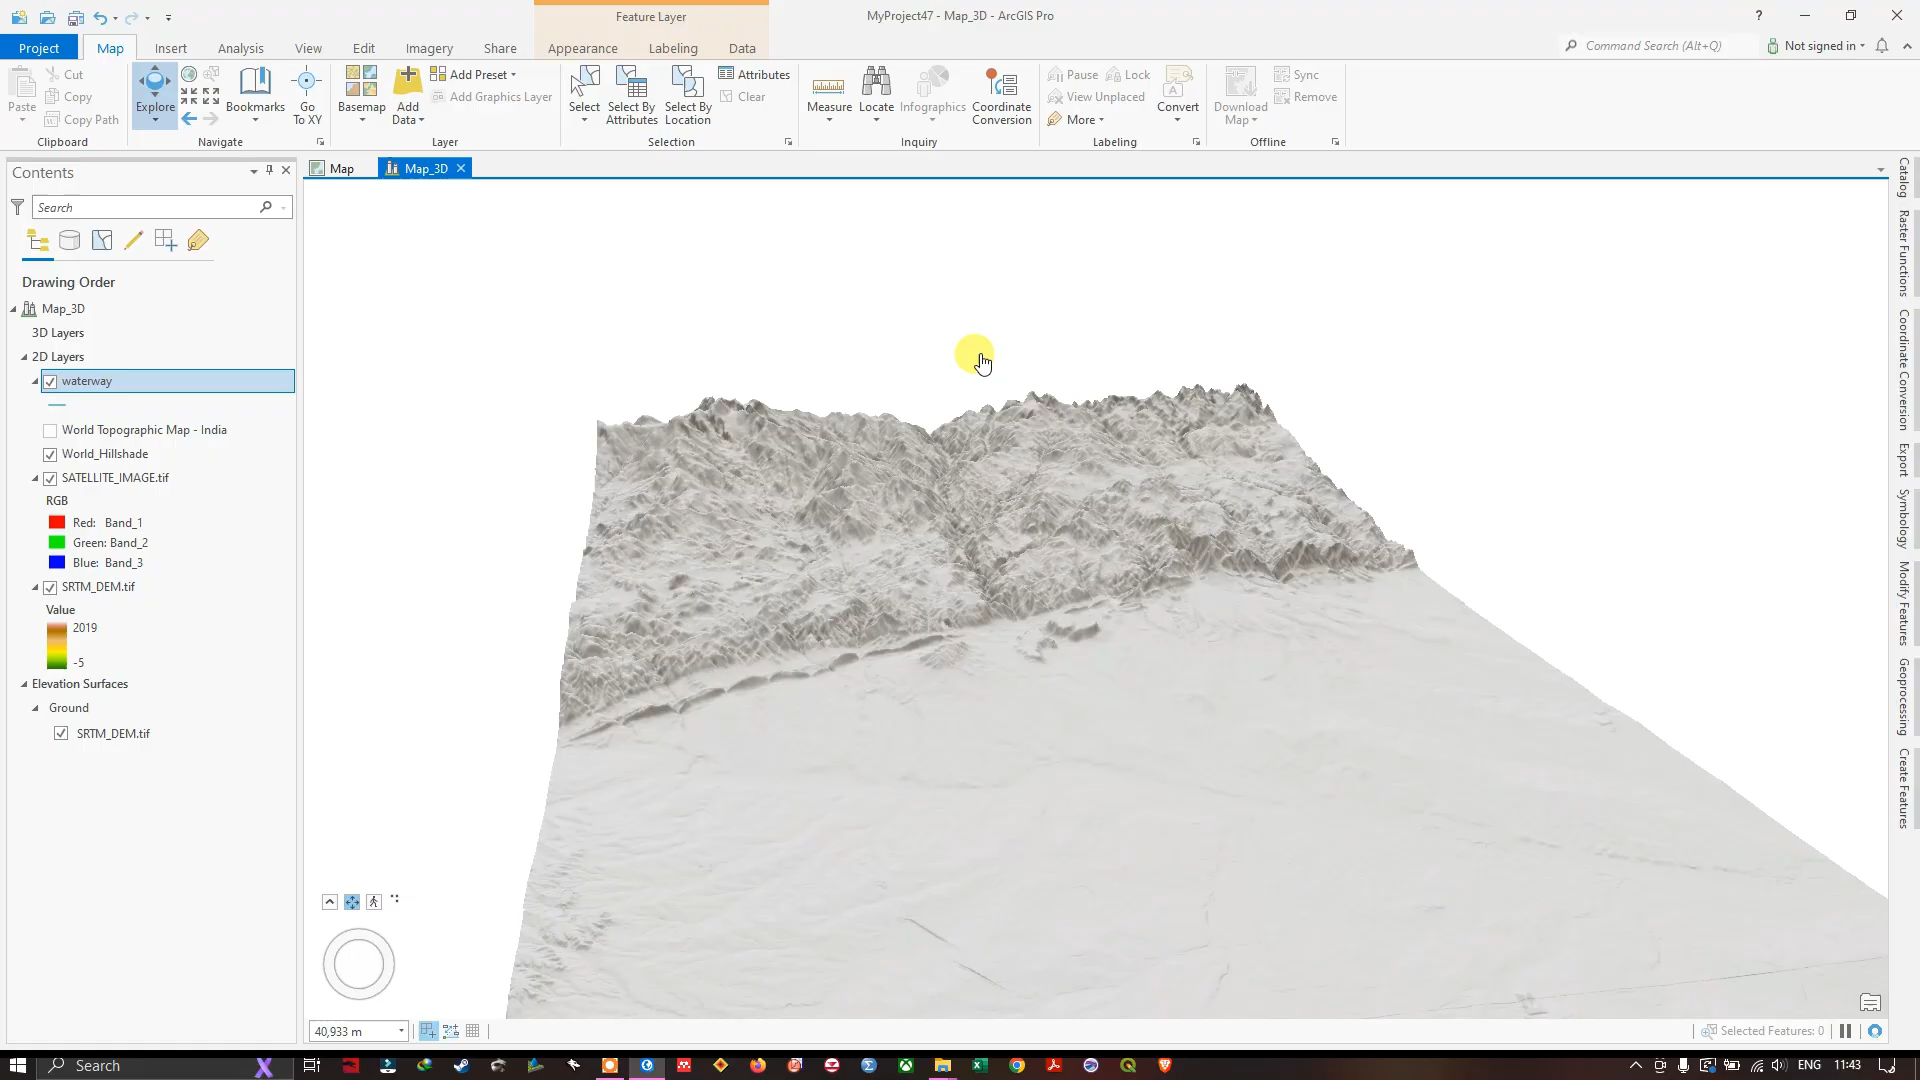 Feature Layer
MyProject47 - Map_3D - ArcGIS Pro
?
Project
Map
Insert
Analysis
View
Edit
Imagery
Share
Appearance
Labeling
Data
Command Search (Alt+Q)
Not signed in
Paste
Cut
Copy
Copy Path
Clipboard
Explore
Bookmarks
Go
To XY
Navigate
Basemap
Add
Data
Add Preset
Add Graphics Layer
Layer
Select
Select By
Attributes
Select By
Location
Attributes
Clear
Selection
Measure
Locate
Infographics
Coordinate
Conversion
Inquiry
Pause
Lock
View Unplaced
More
Convert
Labeling
Download
Map
Sync
Remove
Offline
Contents
Search
Drawing Order
Map_3D
3D Layers
2D Layers
waterway
World Topographic Map - India
World_Hillshade
SATELLITE_IMAGE.tif
RGB
Red: Band_1
Green: Band_2
Blue: Band_3
SRTM_DEM.tif
Value
2019
-5
Elevation Surfaces
Ground
SRTM_DEM.tif
Map
Map_3D
Catalog
Raster Functions
Coordinate Conversion
Export
Symbology
Modify Features
Geoprocessing
Create Features
40,933 m
Selected Features: 0
Search
ENG
11:43